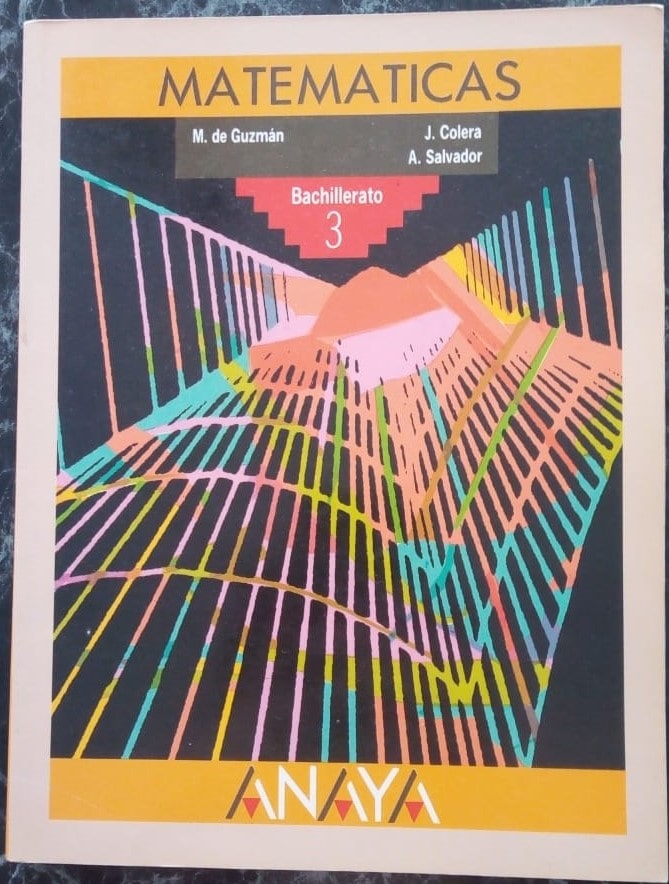 MATEMATICAS
M. de Guzmán
J. Colera
A. Salvador
Bachillerato
3
ANAYA